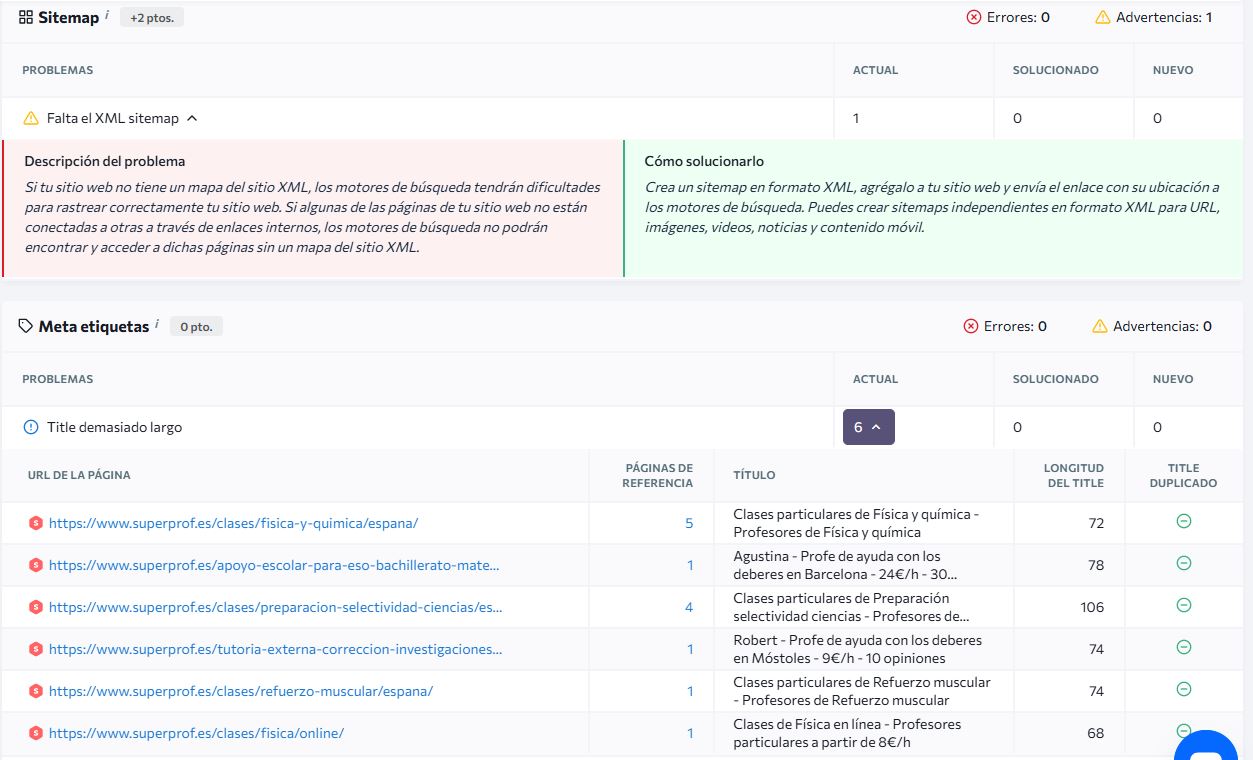 Sitemap i +2 ptos. Errores: 0 Advertencias: 1
PROBLEMAS ACTUAL SOLUCIONADO NUEVO
Falta el XML sitemap 1 0 0
Descripción del problema
Si tu sitio web no tiene un mapa del sitio XML, los motores de búsqueda tendrán dificultades
para rastrear correctamente tu sitio web. Si algunas de las páginas de tu sitio web no están
conectadas a otras a través de enlaces internos, los motores de búsqueda no podrán
encontrar y acceder a dichas páginas sin un mapa del sitio XML.
Cómo solucionarlo
Crea un sitemap en formato XML, agrégalo a tu sitio web y envía el enlace con su ubicación a
los motores de búsqueda. Puedes crear sitemaps independientes en formato XML para URL,
imágenes, videos, noticias y contenido móvil.
Meta etiquetas i 0 pto. Errores: 0 Advertencias: 0
PROBLEMAS ACTUAL SOLUCIONADO NUEVO
Title demasiado largo 6 0 0
URL DE LA PÁGINA
PÁGINAS DE
REFERENCIA
TÍTULO
LONGITUD
DEL TITLE
TITLE
DUPLICADO
https://www.superprof.es/clases/fisica-y-quimica/espana/ 5
Clases particulares de Física y química -
Profesores de Física y química
72
https://www.superprof.es/apoyo-escolar-para-eso-bachillerato-mate... 1
Agustina - Profe de ayuda con los
deberes en Barcelona - 24€/h - 30...
78
https://www.superprof.es/clases/preparacion-selectividad-ciencias/es... 4
Clases particulares de Preparación
selectividad ciencias - Profesores de...
106
https://www.superprof.es/tutoria-externa-correccion-investigaciones... 1
Robert - Profe de ayuda con los deberes
en Móstoles - 9€/h - 10 opiniones
74
https://www.superprof.es/clases/refuerzo-muscular/espana/ 1
Clases particulares de Refuerzo muscular
- Profesores de Refuerzo muscular
74
https://www.superprof.es/clases/fisica/online/ 1
Clases de Física en línea - Profesores
particulares a partir de 8€/h
68